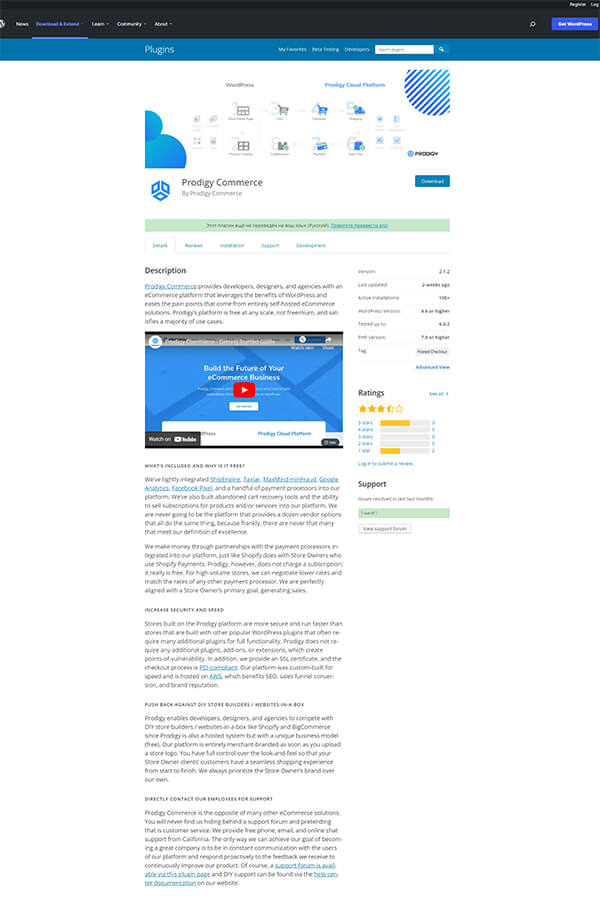 Register Log
News Download & Extend Learn Community About Get WordPress
Plugins My Favorites Beta Testing Developers Search plugins
WordPress Prodigy Cloud Platform
PRODIGY
Prodigy Commerce
By Prodigy Commerce
Download
Этот плагин ещё не переведён на ваш язык (Русский). Помогите перевести его!
Details Reviews Installation Support Development
Description
Prodigy Commerce provides developers, designers, and agencies with an
eCommerce platform that leverages the benefits of WordPress and
eases the pain points that come from entirely self-hosted eCommerce
solutions. Prodigy's platform is free at any scale, not freemium, and sat-
isfies a majority of use cases.
Prodigy Commerce - Getting Started Guide
Watch later Share
Build the Future of Your
eCommerce Business
Watch on YouTube
Prodigy Cloud Platform
WHAT'S INCLUDED AND WHY IS IT FREE?
We've tightly integrated ShipEngine, TaxJar, MaxMind minFraud, Google
Analytics, Facebook Pixel, and a handful of payment processors into our
platform. We've also built abandoned cart recovery tools and the ability
to sell subscriptions for products and/or services into our platform. We
are never going to be the platform that provides a dozen vendor options
that all do the same thing, because frankly, there are never that many
that meet our definition of excellence.
We make money through partnerships with the payment processors in-
tegrated into our platform, just like Shopify does with Store Owners who
use Shopify Payments. Prodigy, however, does not charge a subscription;
it really is free. For high-volume stores, we can negotiate lower rates and
match the rates of any other payment processor. We are perfectly
aligned with a Store Owner's primary goal, generating sales.
INCREASE SECURITY AND SPEED
Stores built on the Prodigy platform are more secure and run faster than
stores that are built with other popular WordPress plugins that often re-
quire many additional plugins for full functionality. Prodigy does not re-
quire any additional plugins, add-ons, or extensions, which create
points-of-vulnerability. In addition, we provide an SSL certificate, and the
checkout process is PCI-compliant. Our platform was custom-built for
speed and is hosted on AWS, which benefits SEO, sales funnel conver-
sion, and brand reputation.
PUSH BACK AGAINST DIY STORE BUILDERS / WEBSITES-IN-A-BOX
Prodigy enables developers, designers, and agencies to compete with
DIY store builders / websites-in-a-box like Shopify and BigCommerce
since Prodigy is also a hosted system but with a unique business model
(free). Our platform is entirely merchant-branded as soon as you upload
a store logo. You have full control over the look-and-feel so that your
Store Owner clients' customers have a seamless shopping experience
from start to finish. We always prioritize the Store Owner's brand over
our own.
DIRECTLY CONTACT OUR EMPLOYEES FOR SUPPORT
Prodigy Commerce is the opposite of many other eCommerce solutions.
You will never find us hiding behind a support forum and pretending
that is customer service. We provide free phone, email, and online chat
support from California. The only way we can achieve our goal of becom-
ing a great company is to be in constant communication with the users
of our platform and respond proactively to the feedback we receive to
continuously improve our product. Of course, a support forum is avail-
able via this plugin page and DIY support can be found via the help cen-
ter documentation on our website.
Version: 2.1.2
Last updated: 2 weeks ago
Active installations: 100+
WordPress Version: 4.6 or higher
Tested up to: 6.0.2
PHP Version: 7.0 or higher
Tag: Hosted Checkout
Advanced View
Ratings See all
5 stars 3
4 stars 0
3 stars 0
2 stars 0
1 star 2
Log in to submit a review.
Support
Issues resolved in last two months:
1 out of 1
View support forum